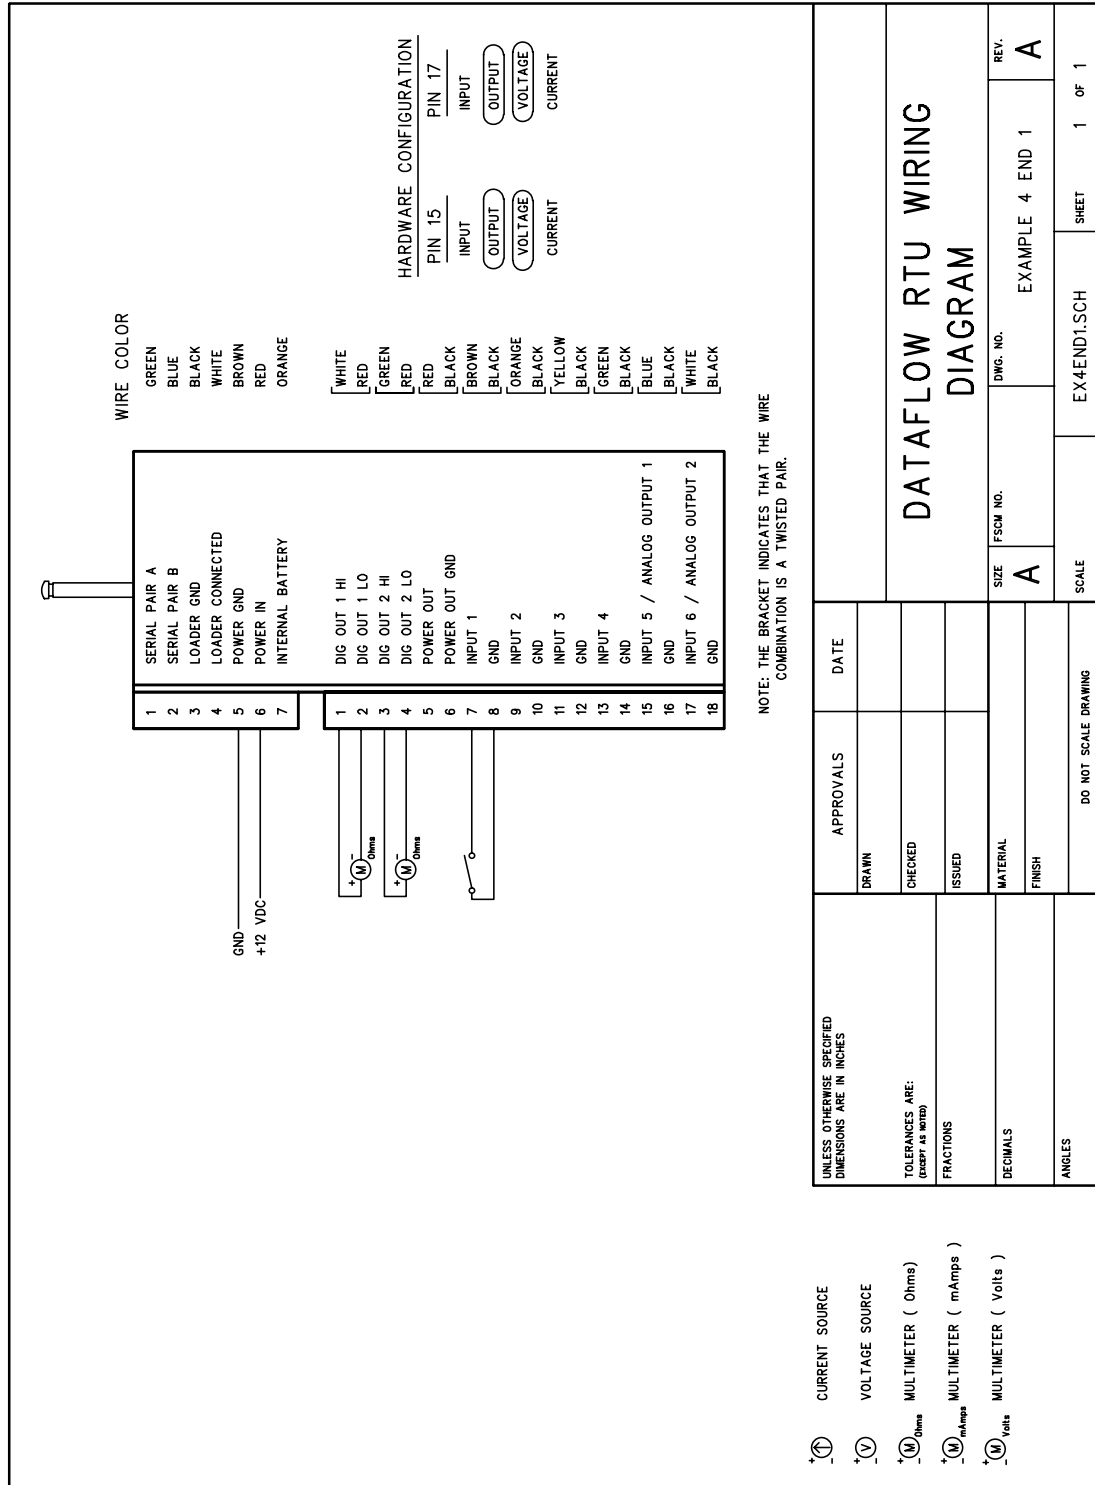 WIRE COLOR
1 SERIAL PAIR A GREEN
2 SERIAL PAIR B BLUE
3 LOADER GND BLACK
4 LOADER CONNECTED WHITE
GND 5 POWER GND BROWN
+12 VDC 6 POWER IN RED
7 INTERNAL BATTERY ORANGE
1 DIG OUT 1 HI WHITE
+ M - Ohms 2 DIG OUT 1 LO RED
3 DIG OUT 2 HI GREEN
+ M - Ohms 4 DIG OUT 2 LO RED
5 POWER OUT RED
6 POWER OUT GND BLACK
7 INPUT 1 BROWN
8 GND BLACK
9 INPUT 2 ORANGE
10 GND BLACK
11 INPUT 3 YELLOW
12 GND BLACK
13 INPUT 4 GREEN
14 GND BLACK
15 INPUT 5 / ANALOG OUTPUT 1 BLUE
16 GND BLACK
17 INPUT 6 / ANALOG OUTPUT 2 WHITE
18 GND BLACK
HARDWARE CONFIGURATION
PIN 15 PIN 17
INPUT INPUT
OUTPUT OUTPUT
VOLTAGE VOLTAGE
CURRENT CURRENT
NOTE: THE BRACKET INDICATES THAT THE WIRE
COMBINATION IS A TWISTED PAIR.
+ - CURRENT SOURCE
+ V - VOLTAGE SOURCE
+ M - Ohms MULTIMETER ( Ohms)
+ M - mAmps MULTIMETER ( mAmps )
+ M - Volts MULTIMETER ( Volts )
UNLESS OTHERWISE SPECIFIED
DIMENSIONS ARE IN INCHES
TOLERANCES ARE:
(EXCEPT AS NOTED)
FRACTIONS
DECIMALS
ANGLES
APPROVALS DATE
DRAWN
CHECKED
ISSUED
MATERIAL
FINISH
DO NOT SCALE DRAWING
DATAFLOW RTU WIRING
DIAGRAM
SIZE
A
FSCM NO.
DWG. NO.
EXAMPLE 4 END 1
REV.
A
SCALE
EX4END1.SCH
SHEET 1 OF 1